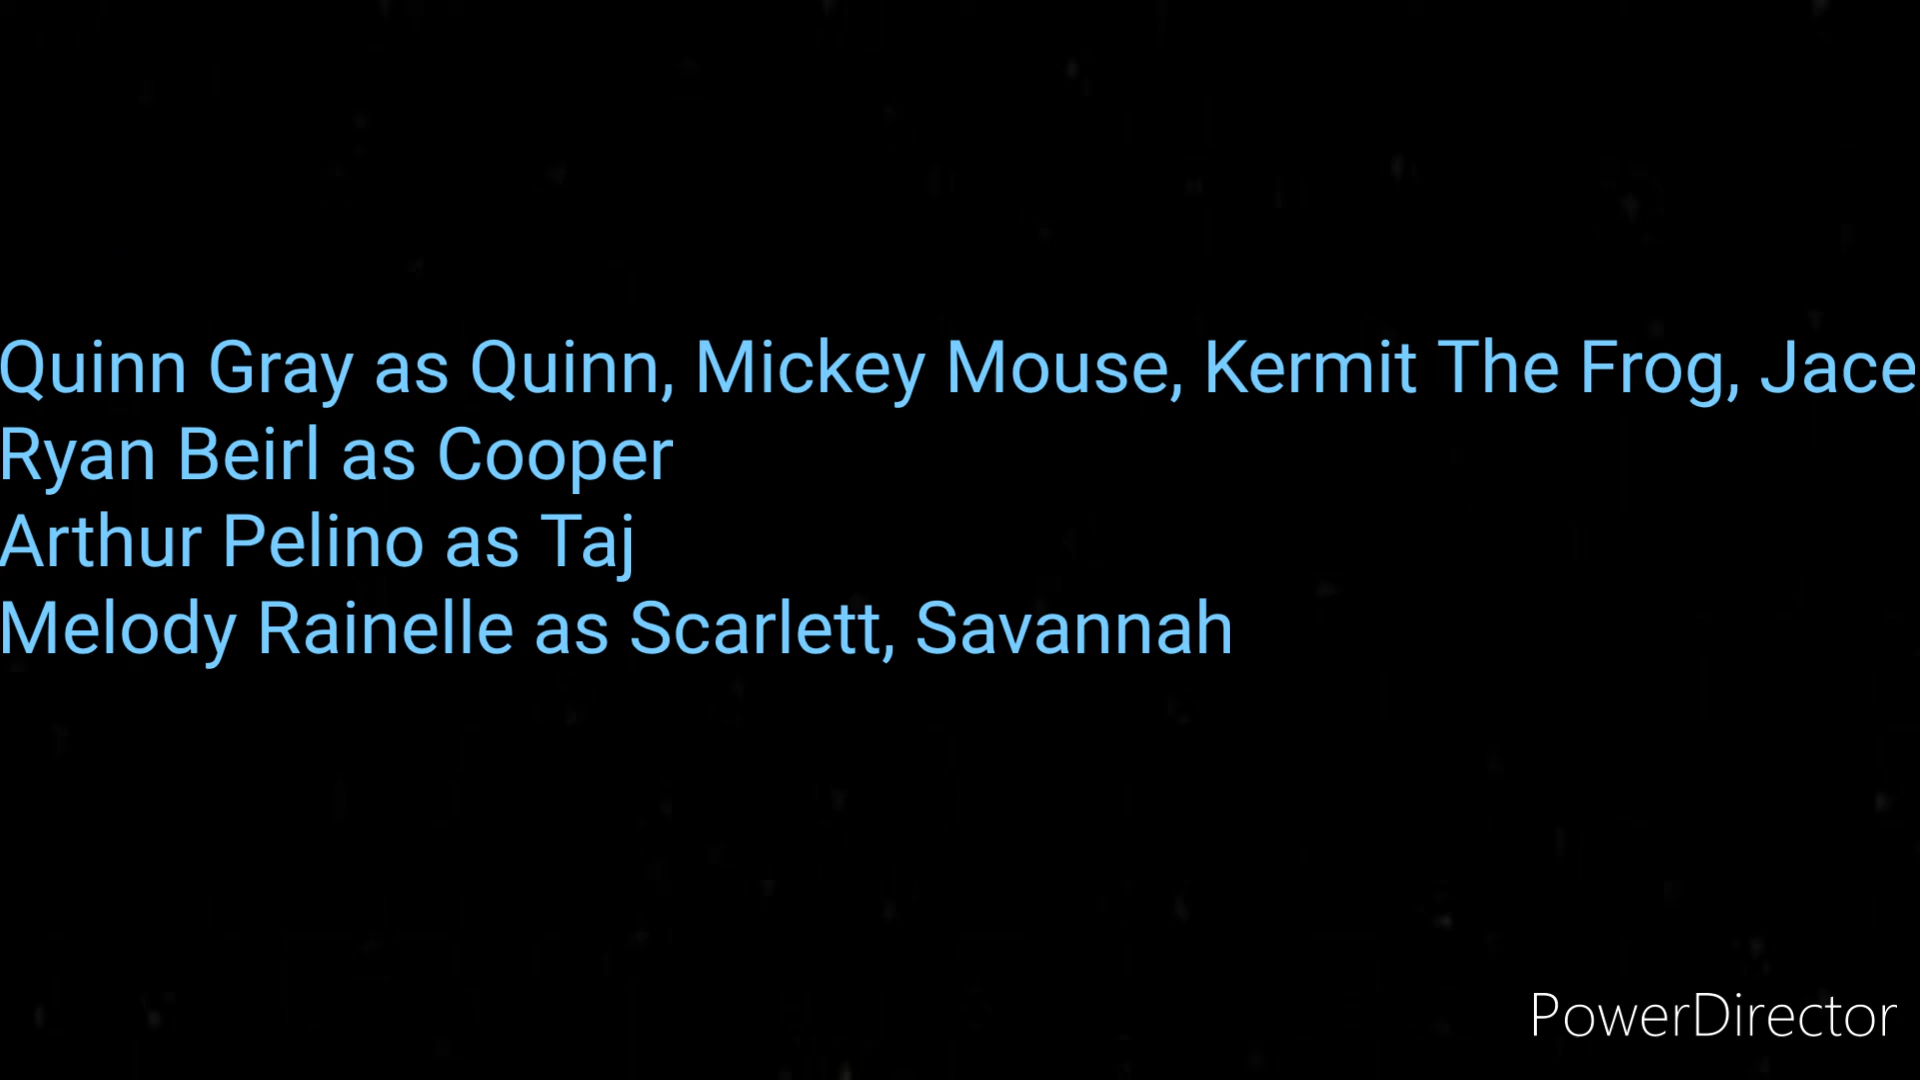 Quinn Gray as Quinn, Mickey Mouse, Kermit The Frog, Jace
Ryan Beirl as Cooper
Arthur Pelino as Taj
Melody Rainelle as Scarlett, Savannah
PowerDirector